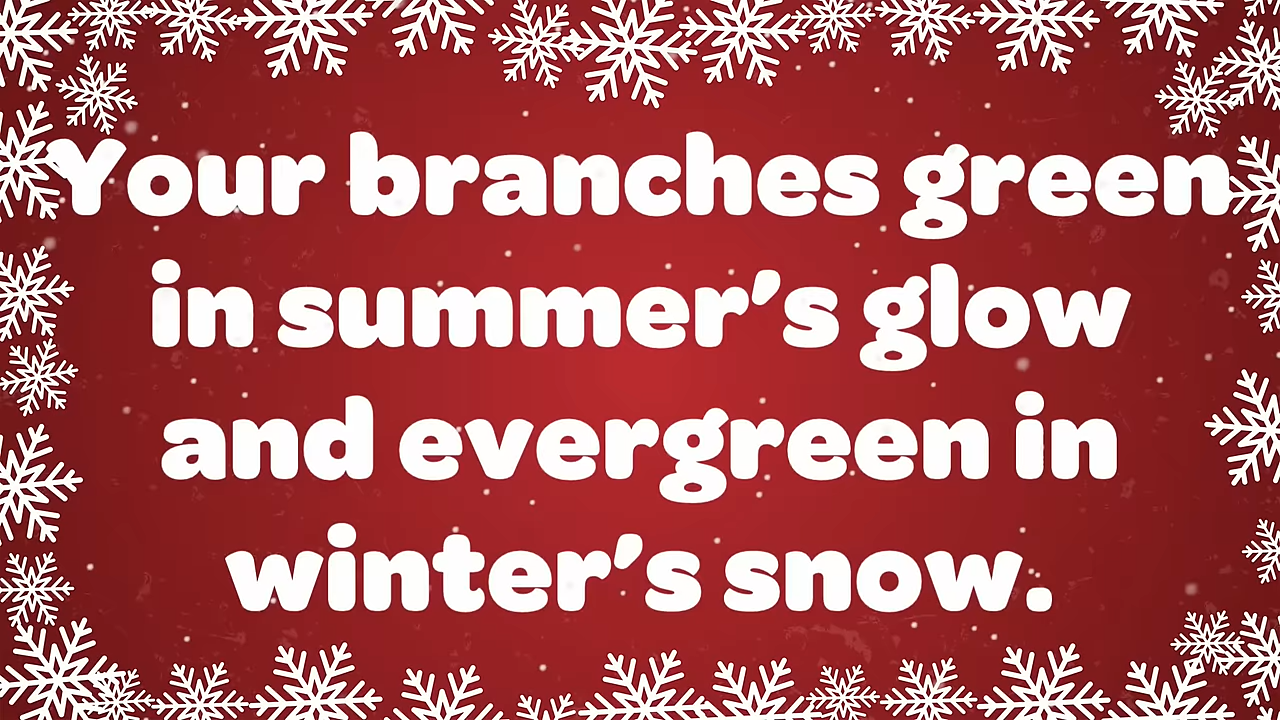 Your branches green
in summer's glow
and evergreen in
winter's snow.